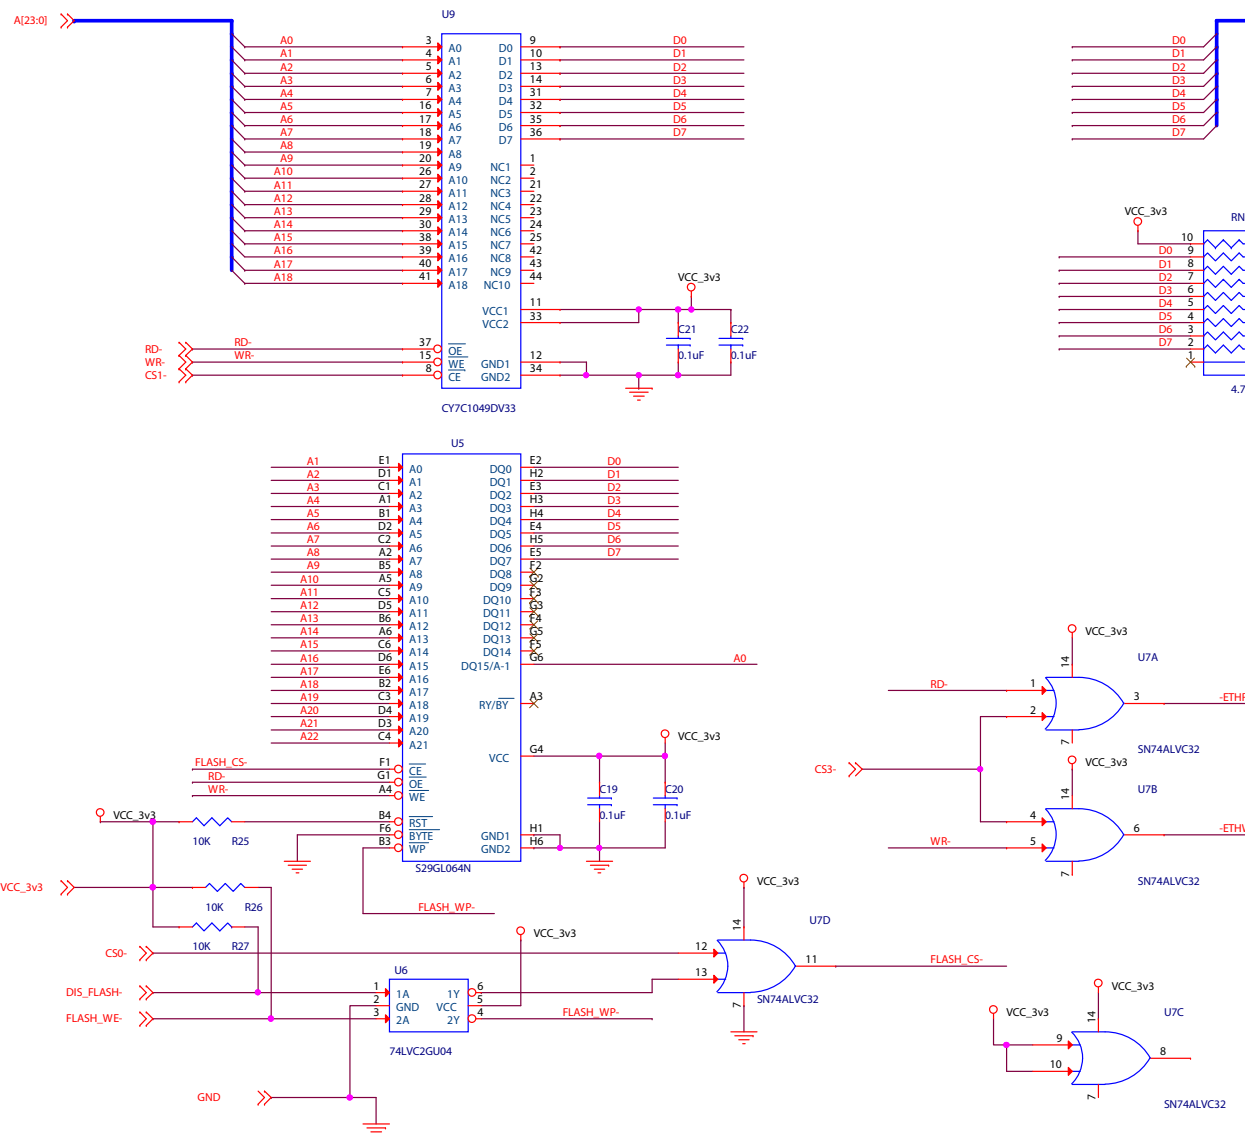 A[23:0]
U9
A0 3 A0 D0 9 D0
A1 4 A1 D1 10 D1
A2 5 A2 D2 13 D2
A3 6 A3 D3 14 D3
A4 7 A4 D4 31 D4
A5 16 A5 D5 32 D5
A6 17 A6 D6 35 D6
A7 18 A7 D7 36 D7
A8 19 A8
A9 20 A9 NC1 1
A10 26 A10 NC2 2
A11 27 A11 NC3 21
A12 28 A12 NC4 22
A13 29 A13 NC5 23
A14 30 A14 NC6 24
A15 38 A15 NC7 25
A16 39 A16 NC8 42
A17 40 A17 NC9 43
A18 41 A18 NC10 44
VCC_3v3
VCC1 11
VCC2 33
C21 C22
0.1uF 0.1uF
RD- RD- 37 OE
WR- WR- 15 WE GND1 12
CS1- 8 CE GND2 34
CY7C1049DV33
D0
D1
D2
D3
D4
D5
D6
D7
VCC_3v3
RN
10
D0 9
D1 8
D2 7
D3 6
D4 5
D5 4
D6 3
D7 2
1
4.7
U5
A1 E1 A0 DQ0 E2 D0
A2 D1 A1 DQ1 H2 D1
A3 C1 A2 DQ2 E3 D2
A4 A1 A3 DQ3 H3 D3
A5 B1 A4 DQ4 H4 D4
A6 D2 A5 DQ5 E4 D5
A7 C2 A6 DQ6 H5 D6
A8 A2 A7 DQ7 E5 D7
A9 B5 A8 DQ8 F2
A10 A5 A9 DQ9 G2
A11 C5 A10 DQ10 F3
A12 D5 A11 DQ11 G3
A13 B6 A12 DQ12 F4
A14 A6 A13 DQ13 G5
A15 C6 A14 DQ14 F5
A16 D6 A15 DQ15/A-1 G6 A0
A17 E6 A16
A18 B2 A17
A19 C3 A18 RY/BY A3
A20 D4 A19
A21 D3 A20
A22 C4 A21
VCC G4 VCC_3v3
FLASH_CS- F1 CE
RD- G1 OE
WR- A4 WE
C19 C20
0.1uF 0.1uF
VCC_3v3
10K R25
B4 RST
F6 BYTE GND1 H1
B3 WP GND2 H6
S29GL064N
VCC_3v3
10K R26
FLASH_WP-
10K R27
CS0-
VCC_3v3
U6
DIS_FLASH- 1 1A 1Y 6
2 GND VCC 5
FLASH_WE- 3 2A 2Y 4 FLASH_WP-
74LVC2GU04
GND
VCC_3v3
14
U7D
12
13
11 FLASH_CS-
7
SN74ALVC32
VCC_3v3
14
U7A
RD- 1
2
3 -ETHR
7
SN74ALVC32
CS3-
VCC_3v3
14
U7B
4
WR- 5
6 -ETHW
7
SN74ALVC32
VCC_3v3
VCC_3v3
14
U7C
9
10
8
7
SN74ALVC32